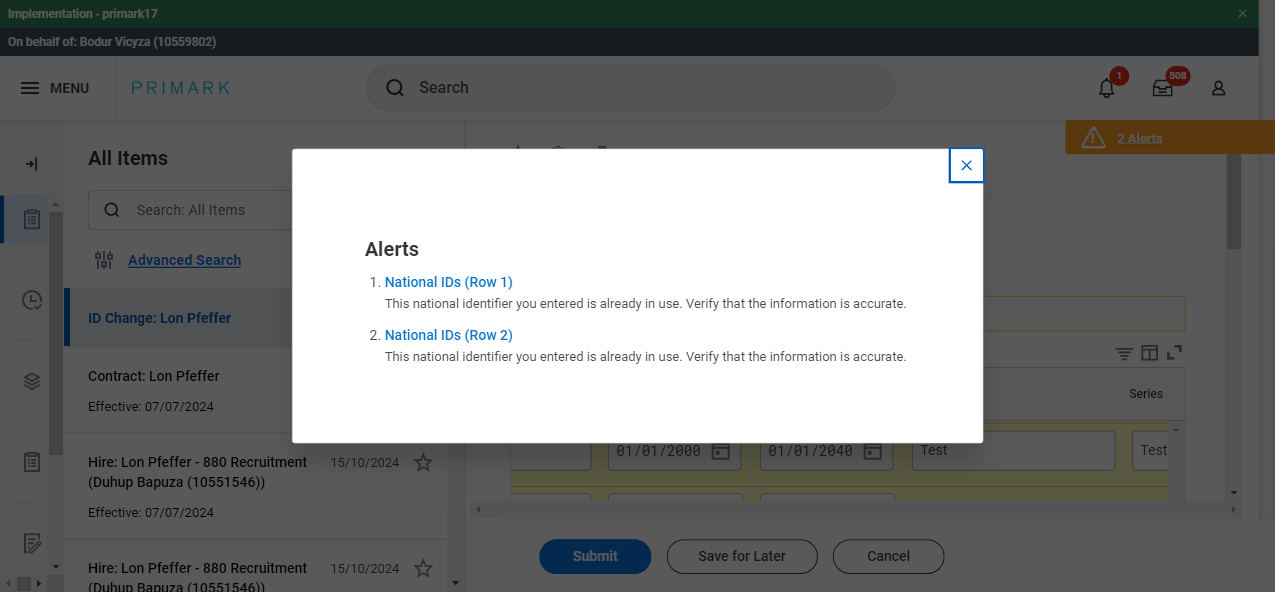 Implementation - primark17
On behalf of: Bodur Vicyza (10559802)
MENU
PRIMARK
Search
1
508
2 Alerts
All Items
Search: All Items
Advanced Search
ID Change: Lon Pfeffer
Contract: Lon Pfeffer
Effective: 07/07/2024
Hire: Lon Pfeffer - 880 Recruitment
(Duhup Bapuza (10551546))
15/10/2024
Effective: 07/07/2024
Hire: Lon Pfeffer - 880 Recruitment
(Duhup Bapuza (10551546))
15/10/2024
Alerts
1. National IDs (Row 1)
This national identifier you entered is already in use. Verify that the information is accurate.
2. National IDs (Row 2)
This national identifier you entered is already in use. Verify that the information is accurate.
Series
01/01/2000
01/01/2040
Test
Test
Submit
Save for Later
Cancel